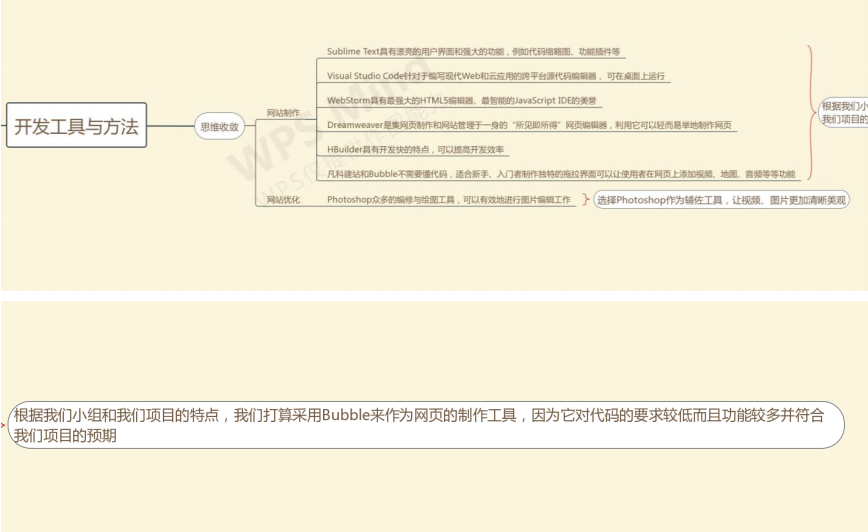 Sublime Text具有漂亮的用户界面和强大的功能，例如代码缩略图、功能插件等
Visual Studio Code针对于编写现代Web和云应用的跨平台源代码编辑器， 可在桌面上运行
网站制作
WebStorm具有最强大的HTML5编辑器、最智能的JavaScript IDE的美誉
根据我们小
我们项目的
开发工具与方法
思维收敛
Dreamweaver是集网页制作和网站管理于一身的“所见即所得”网页编辑器，利用它可以轻而易举地制作网页
HBuilder具有开发快的特点，可以提高开发效率
凡科建站和Bubble不需要懂代码，适合新手、入门者制作独特的拖拉界面可以让使用者在网页上添加视频、地图、音频等等功能
网站优化
Photoshop众多的编修与绘图工具，可以有效地进行图片编辑工作
选择Photoshop作为辅佐工具，让视频、图片更加清晰美观
WPS Mind
根据我们小组和我们项目的特点，我们打算采用Bubble来作为网页的制作工具，因为它对代码的要求较低而且功能较多并符合
我们项目的预期